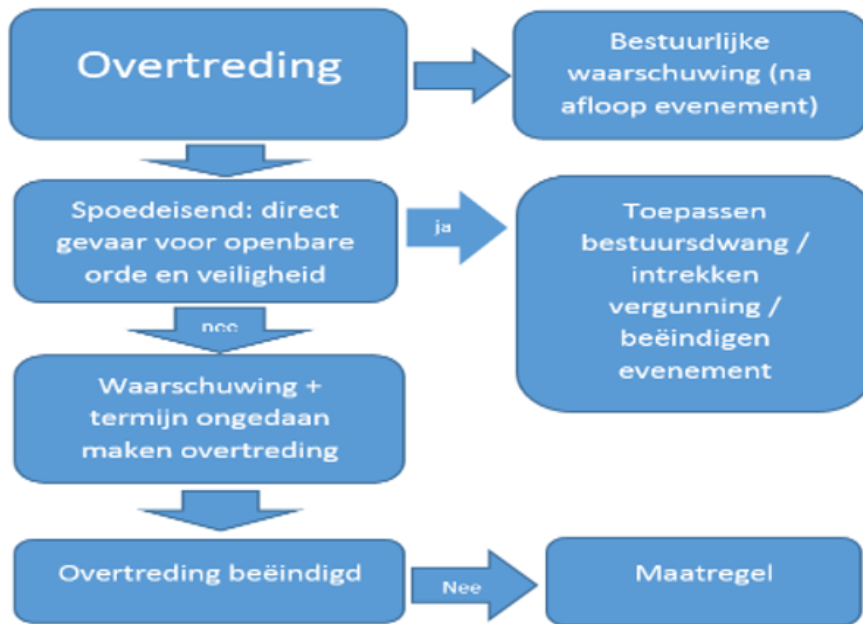 Overtreding
Bestuurlijke
waarschuwing (na
afloop evenement)
Spoedeisend: direct
gevaar voor openbare
orde en veiligheid
ja
Toepassen
bestuursdwang /
intrekken
vergunning /
beëindigen
evenement
nee
Waarschuwing +
termijn ongedaan
maken overtreding
Overtreding beëindigd
Nee
Maatregel